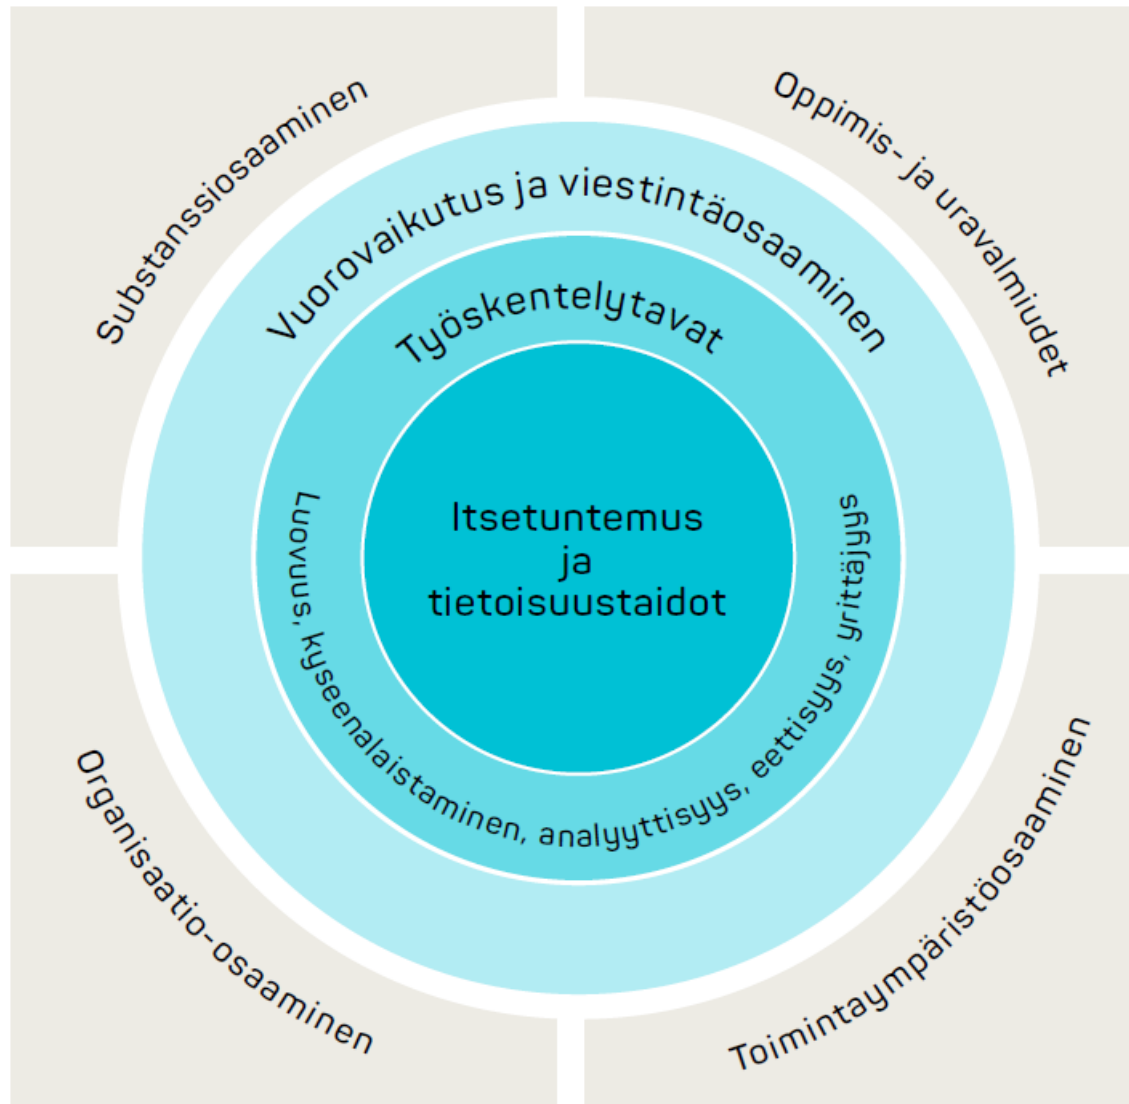 Substanssiosaaminen
Oppimis- ja uravalmiudet
Vuorovaikutus ja viestintäosaaminen
Työskentelytavat
Itsetuntemus
ja
tietoisuustaidot
Luovuus, kyseenalaistaminen, analyyttisyys, eettisyys, yrittäjyys
Organisaatio-osaaminen
Toimintaympäristöosaaminen